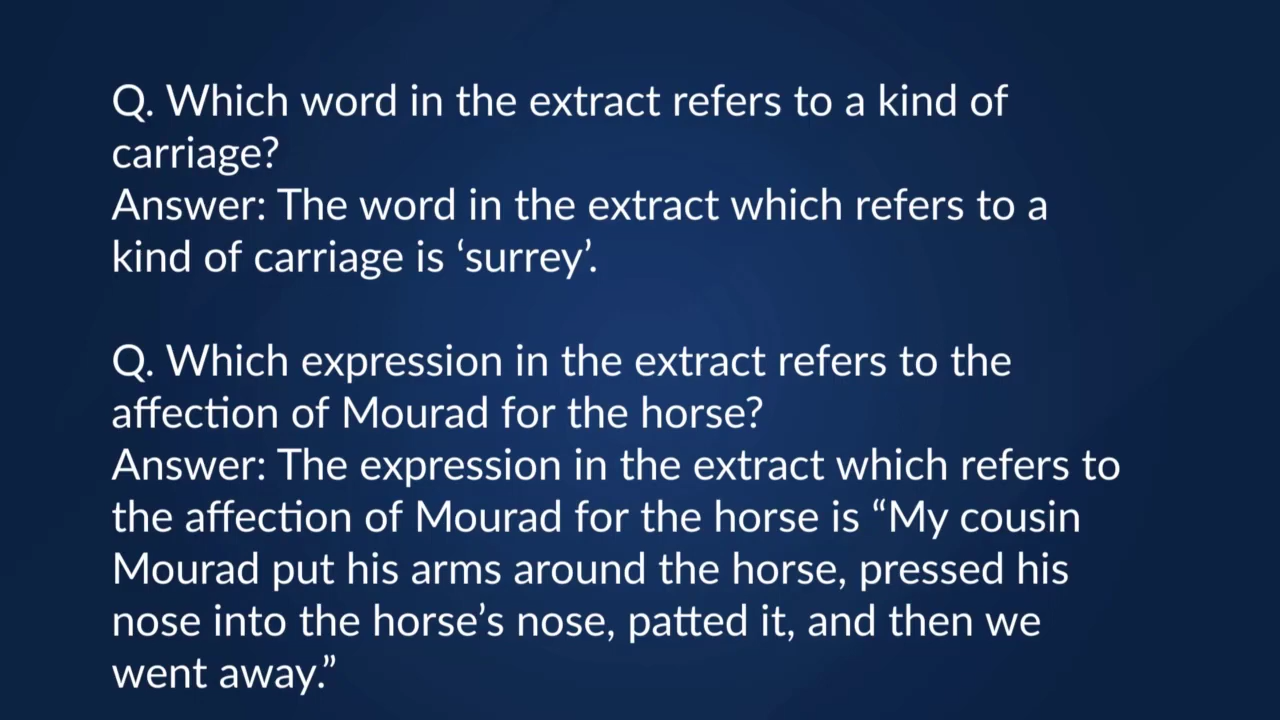 Q. Which word in the extract refers to a kind of
carriage?
Answer: The word in the extract which refers to a
kind of carriage is ‘surrey’.
Q. Which expression in the extract refers to the
affection of Mourad for the horse?
Answer: The expression in the extract which refers to
the affection of Mourad for the horse is “My cousin
Mourad put his arms around the horse, pressed his
nose into the horse’s nose, patted it, and then we
went away.”